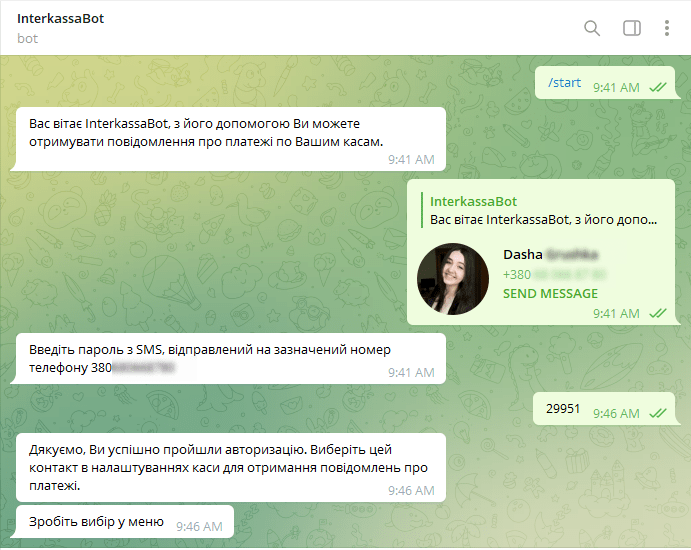 InterkassaBot
bot
/start
9:41 AM
Вас вітає InterkassaBot, з його допомогою Ви можете
отримувати повідомлення про платежі по Вашим касам.
9:41 AM
InterkassaBot
Вас вітає InterkassaBot, з його допо...
Dasha
+380
SEND MESSAGE
9:41 AM
Введіть пароль з SMS, відправлений на зазначений номер
телефону 380
9:41 AM
29951
9:46 AM
Дякуємо, Ви успішно пройшли авторизацію. Виберіть цей
контакт в налаштуваннях каси для отримання повідомлень про
платежі.
9:46 AM
Зробіть вибір у меню
9:46 AM